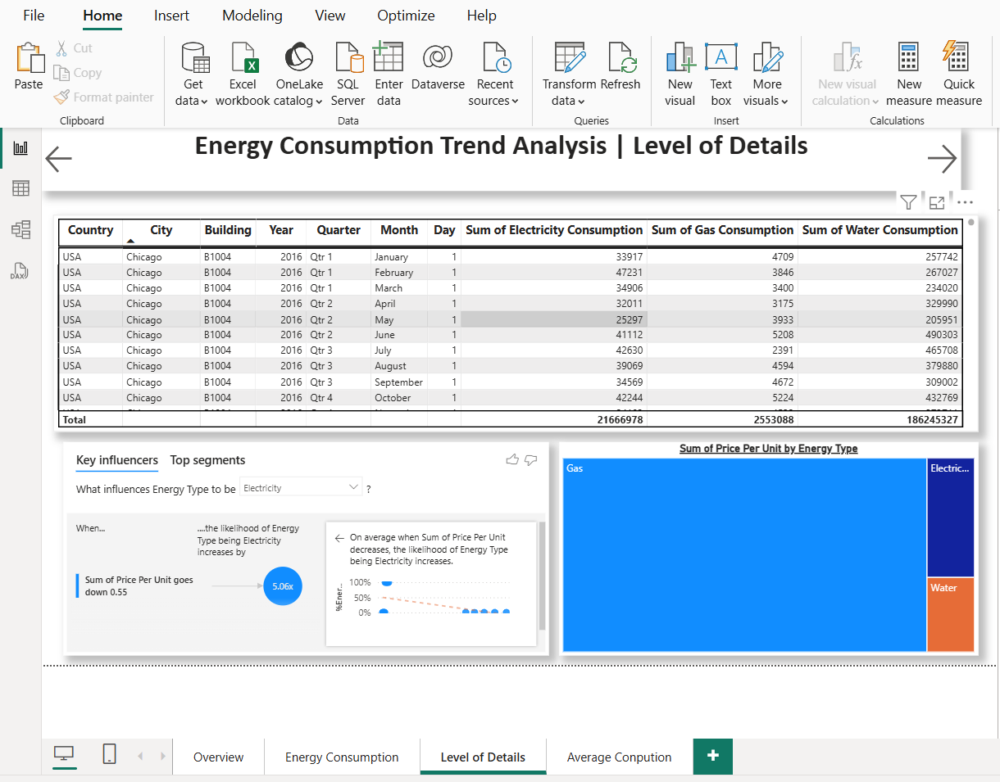 File Home Insert Modeling View Optimize Help
Paste
Cut
Copy
Format painter
Clipboard
Get data
Excel workbook
OneLake catalog
SQL Server
Enter data
Dataverse
Recent sources
Data
Transform data
Refresh
Queries
New visual
Text box
More visuals
Insert
New visual calculation
New measure
Quick measure
Calculations
DAX
Energy Consumption Trend Analysis | Level of Details
Country City Building Year Quarter Month Day Sum of Electricity Consumption Sum of Gas Consumption Sum of Water Consumption
USA Chicago B1004 2016 Qtr 1 January 1 33917 4709 257742
USA Chicago B1004 2016 Qtr 1 February 1 47231 3846 267027
USA Chicago B1004 2016 Qtr 1 March 1 34906 3400 234020
USA Chicago B1004 2016 Qtr 2 April 1 32011 3175 329990
USA Chicago B1004 2016 Qtr 2 May 1 25297 3933 205951
USA Chicago B1004 2016 Qtr 2 June 1 41112 5208 490303
USA Chicago B1004 2016 Qtr 3 July 1 42630 2391 465708
USA Chicago B1004 2016 Qtr 3 August 1 39069 4594 379880
USA Chicago B1004 2016 Qtr 3 September 1 34569 4672 309002
USA Chicago B1004 2016 Qtr 4 October 1 42244 5224 432769
Total 21666978 2553088 186245327
Key influencers Top segments
What influences Energy Type to be Electricity ?
When...
....the likelihood of Energy
Type being Electricity
increases by
Sum of Price Per Unit goes
down 0.55
5.06x
On average when Sum of Price Per Unit
decreases, the likelihood of Energy Type
being Electricity increases.
%Ener...
100%
50%
0%
Sum of Price Per Unit by Energy Type
Gas
Electric...
Water
Overview Energy Consumption Level of Details Average Conpution +